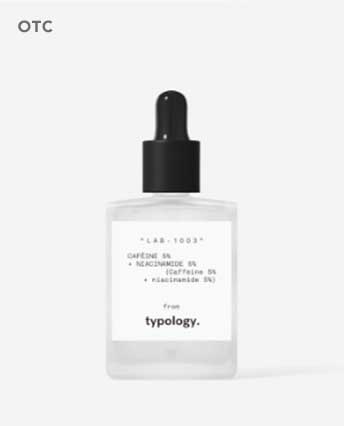 OTC
"LAB-1003"
CAFÉINE 5%
+ NIACINAMIDE 5%
(Caffeine 5%
+ niacinamide 5%)
from
typology.